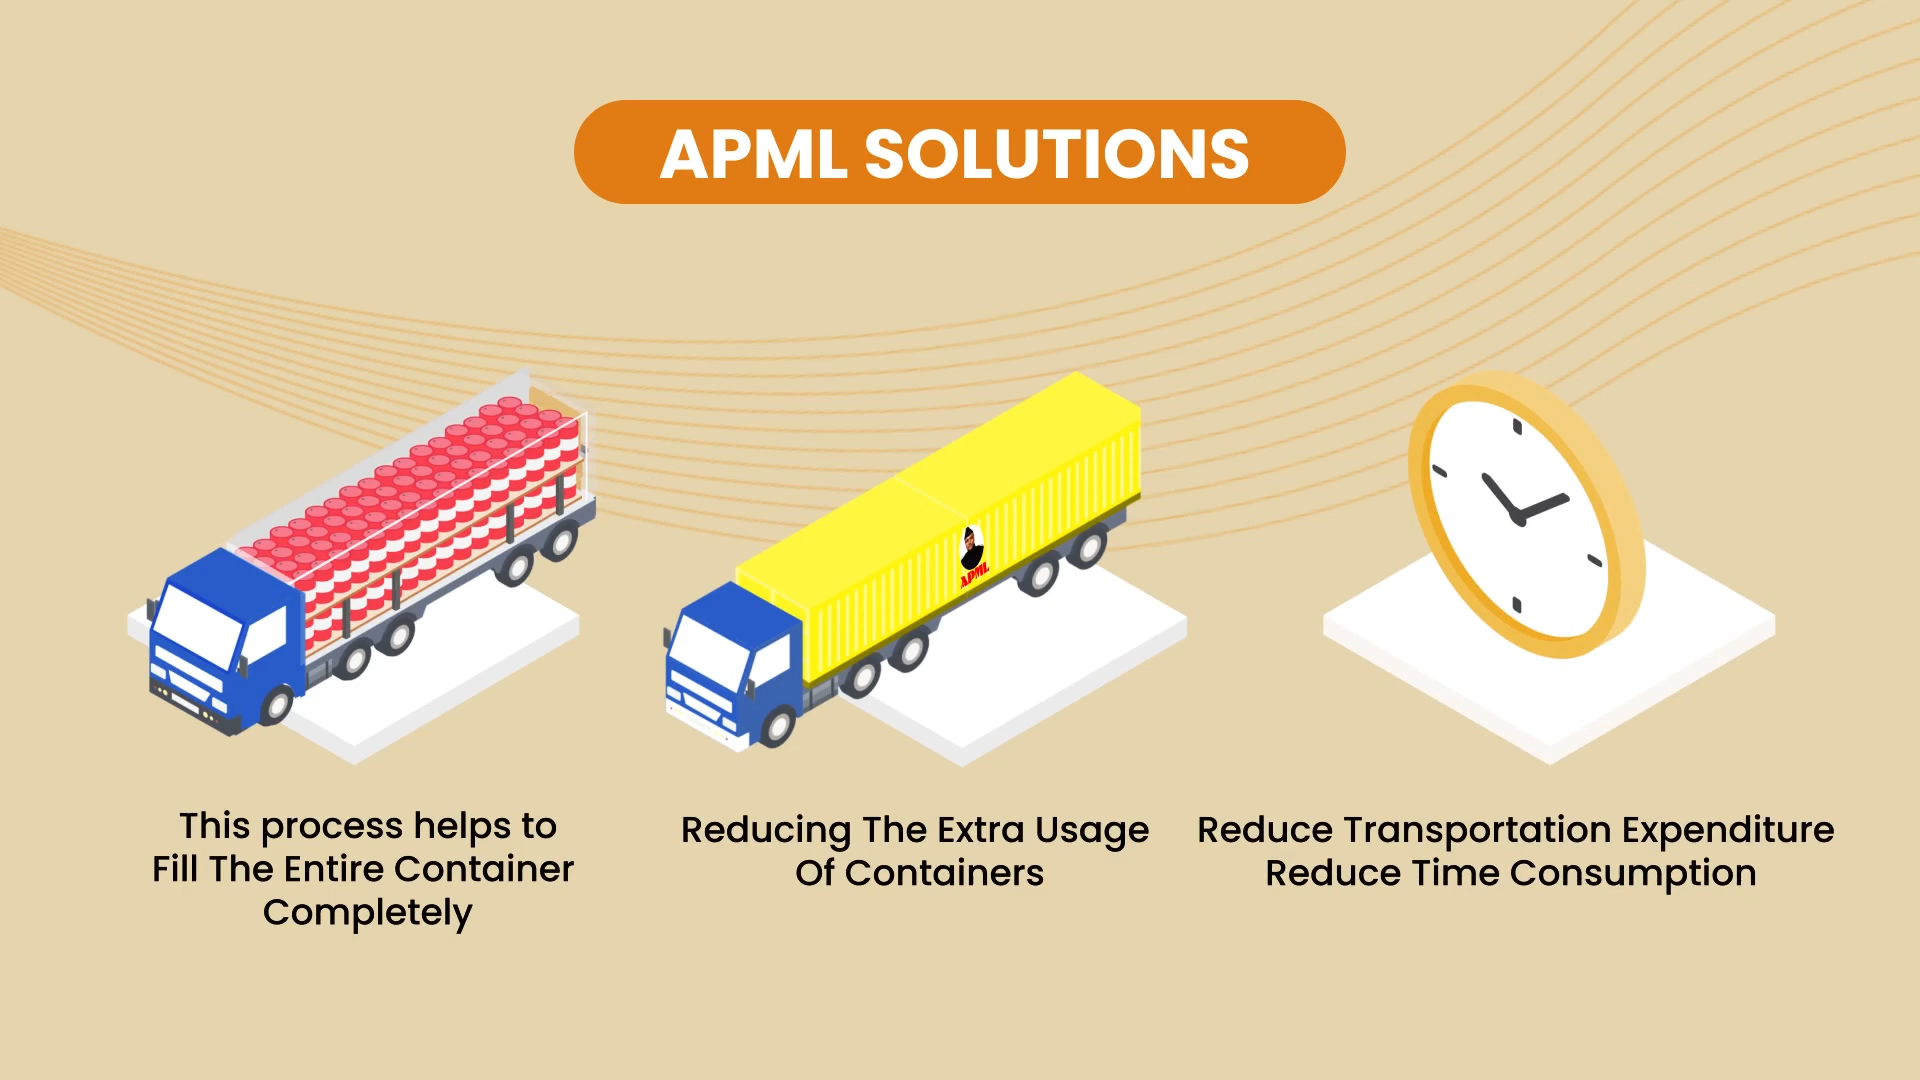 APML SOLUTIONS
APML
This process helps to
Fill The Entire Container
Completely
Reducing The Extra Usage
Of Containers
Reduce Transportation Expenditure
Reduce Time Consumption